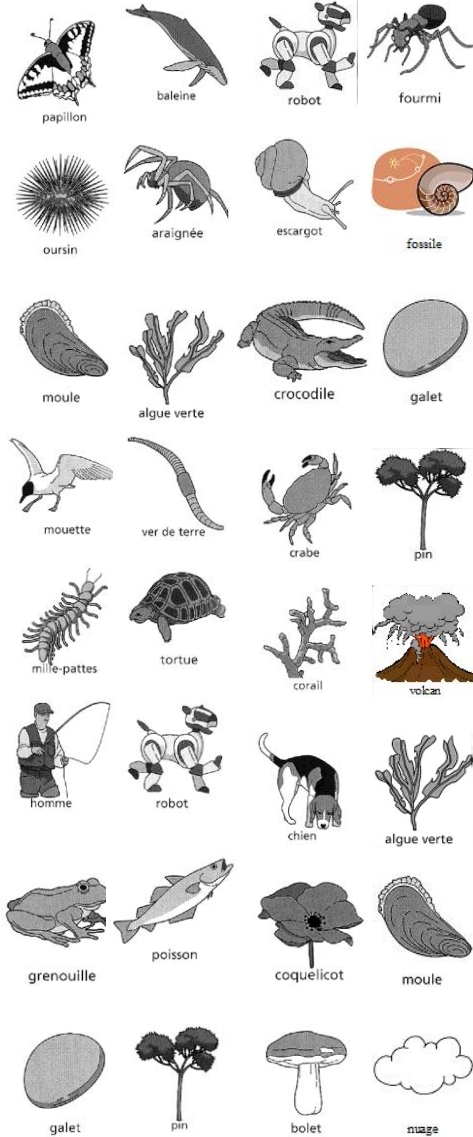 papillon
baleine
robot
fourmi
oursin
araignée
escargot
fossile
moule
algue verte
crocodile
galet
mouette
ver de terre
crabe
pin
mille-pattes
tortue
corail
volcan
homme
robot
chien
algue verte
grenouille
poisson
coquelicot
moule
galet
pin
bolet
nuage